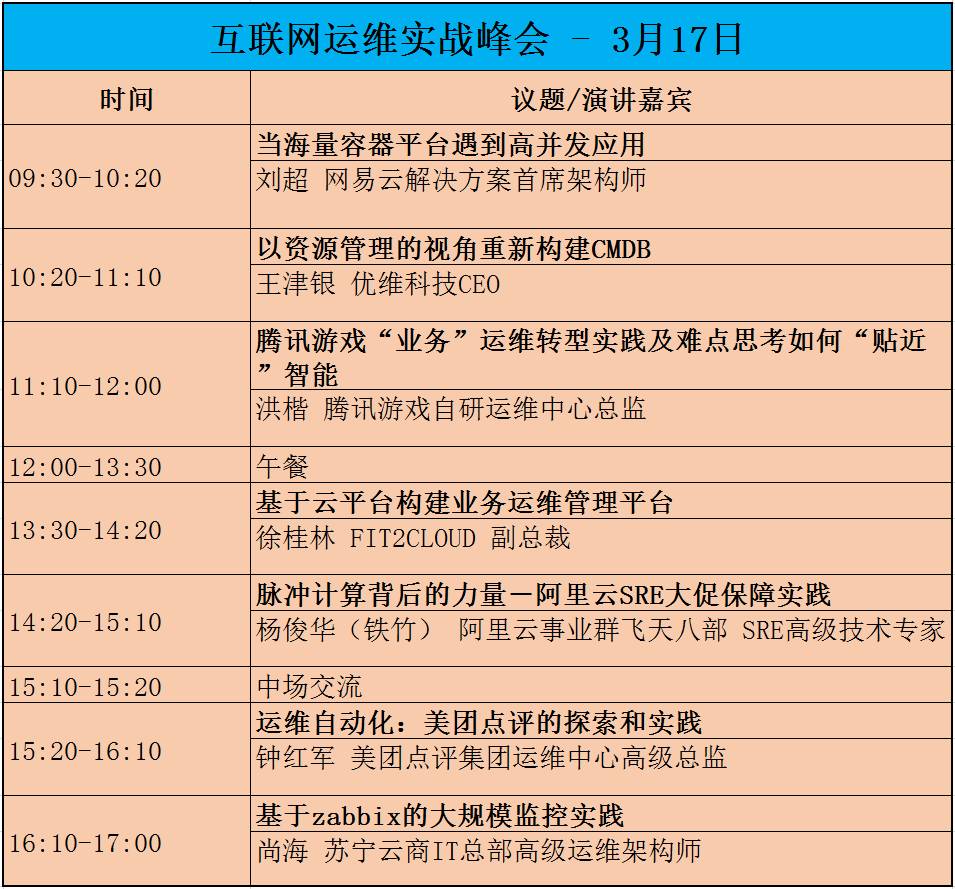 互联网运维实战峰会 - 3月17日
时间 议题/演讲嘉宾
09:30-10:20
当海量容器平台遇到高并发应用
刘超 网易云解决方案首席架构师
10:20-11:10
以资源管理的视角重新构建CMDB
王津银 优维科技CEO
11:10-12:00
腾讯游戏“业务”运维转型实践及难点思考如何“贴近
”智能
洪楷 腾讯游戏自研运维中心总监
12:00-13:30 午餐
13:30-14:20
基于云平台构建业务运维管理平台
徐桂林 FIT2CLOUD 副总裁
14:20-15:10
脉冲计算背后的力量－阿里云SRE大促保障实践
杨俊华（铁竹） 阿里云事业群飞天八部 SRE高级技术专家
15:10-15:20 中场交流
15:20-16:10
运维自动化：美团点评的探索和实践
钟红军 美团点评集团运维中心高级总监
16:10-17:00
基于zabbix的大规模监控实践
尚海 苏宁云商IT总部高级运维架构师